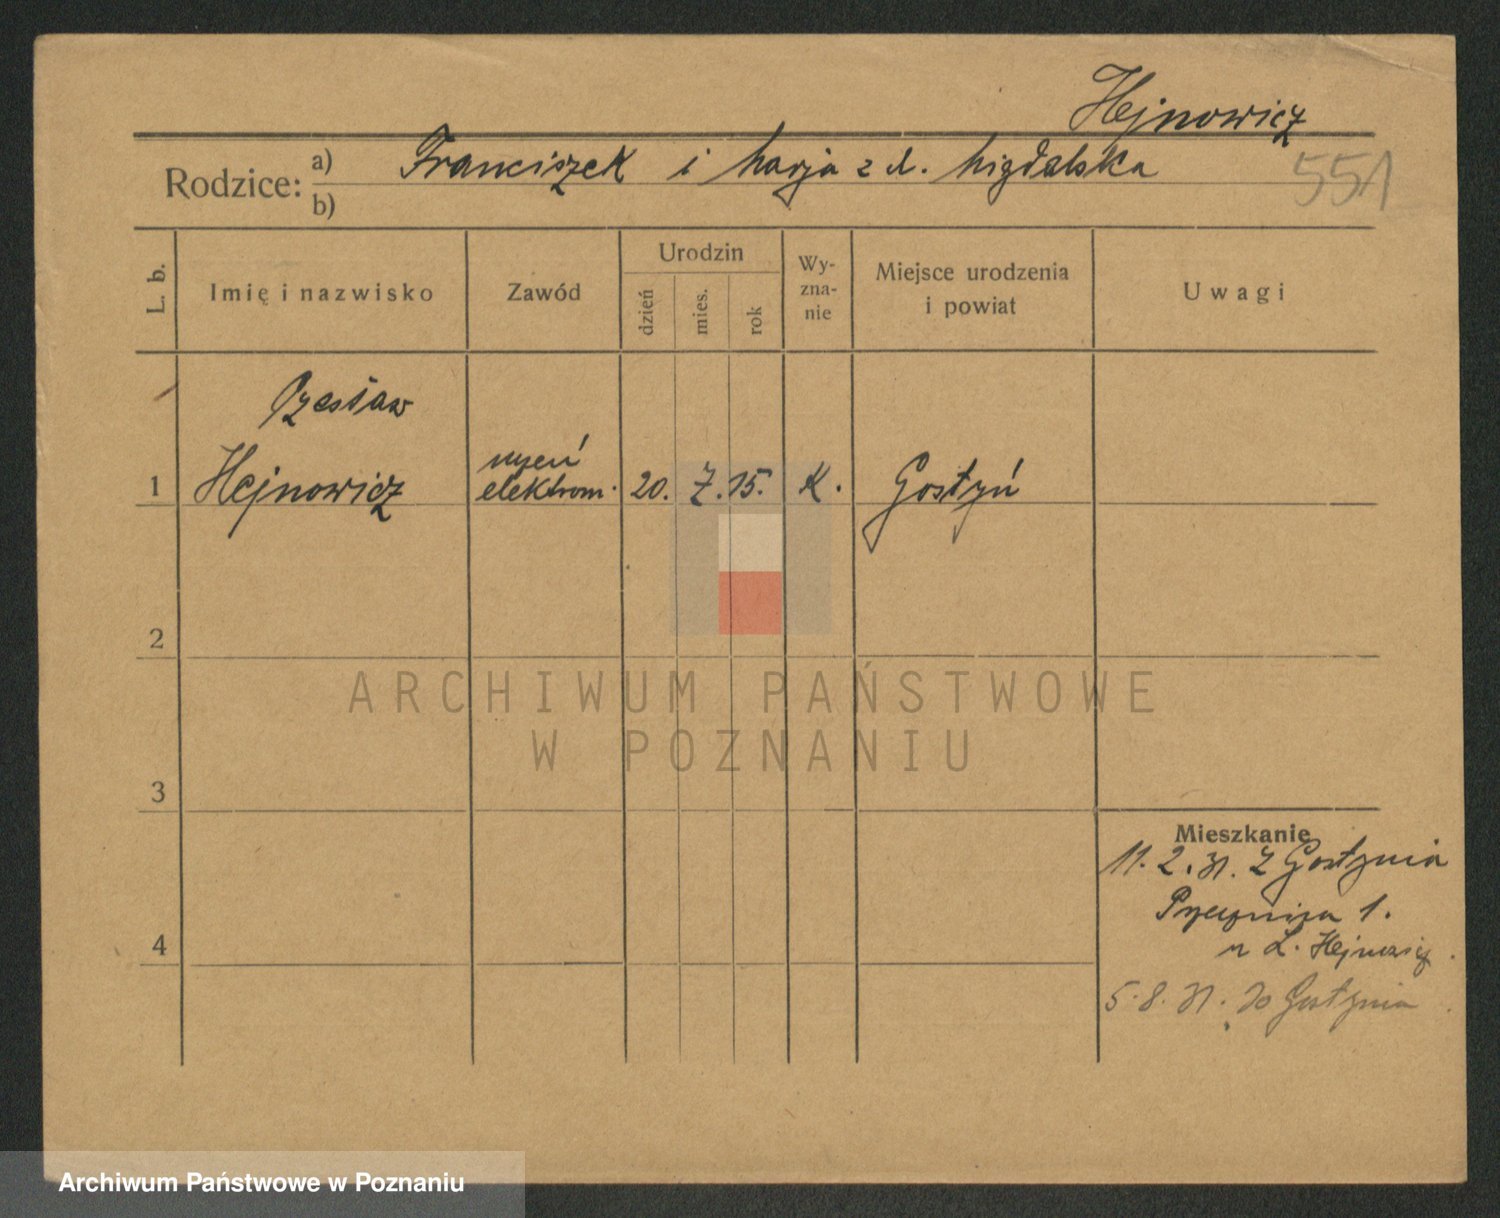 Hejnowicz
Rodzice: a) Franciszek i Marja z d. Migdalska
b)
551
L. b.
Imię i nazwisko
Zawód
Urodzin
dzień
mies.
rok
Wy-
zna-
nie
Miejsce urodzenia
i powiat
Uwagi
Czesław
1 Hejnowicz
uczeń
elektrom. 20. 7. 15. K. Gostyń
2
ARCHIWUM PAŃSTWOWE
W POZNANIU
3
Mieszkanie
11. 2. 31. z Gostynia
1.
4
u L. Hejnowicz
5. 8. 31. do Gostynia
Archiwum Państwowe w Poznaniu